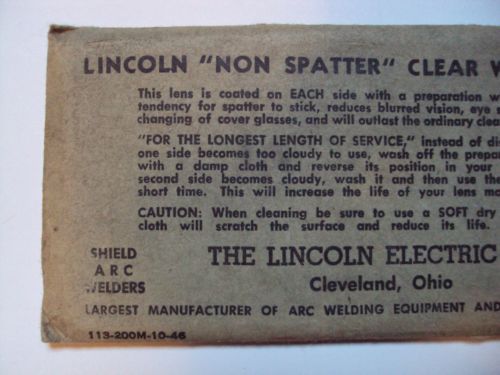 LINCOLN "NON SPATTER" CLEAR
This lens is coated on EACH side with a preparation
tendency for spatter to stick, reduces blurred vision, eye
changing of cover glasses, and will outlast the ordinary
"FOR THE LONGEST LENGTH OF SERVICE," instead of
one side becomes too cloudy to use, wash off the
with a damp cloth and reverse its position in your
second side becomes cloudy, wash it and then use the
short time. This will increase the life of your lens
CAUTION: When cleaning be sure to use a SOFT dry
cloth will scratch the surface and reduce its life.
SHIELD
ARC
WELDERS
THE LINCOLN ELECTRIC
Cleveland, Ohio
LARGEST MANUFACTURER OF ARC WELDING EQUIPMENT AND
113-200M-10-46